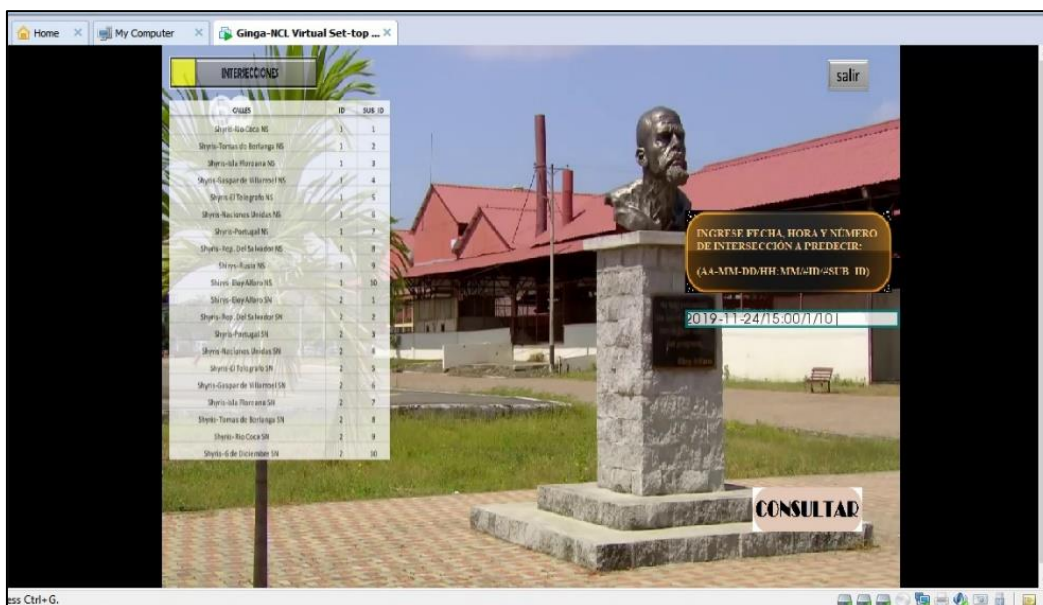 Home
My Computer
Ginga-NCL Virtual Set-top ...
INTERSECCIONES
salir
CALLES ID SUB ID
Shyris-Rio Coca NS 1 1
Shyris-Tomas de Berlanga NS 1 2
Shyris-Isla Floreana NS 1 3
Shyris-Gaspar de Villarroel NS 1 4
Shyris-El Telegrafo NS 1 5
Shyris-Naciones Unidas NS 1 6
Shyris-Portugal NS 1 7
Shyris-Rep. Del Salvador NS 1 8
NS 1 9
Eloy Alfaro NS 1 10
Eloy Alfaro SN 2 1
Shyris-Rep. Del Salvador SN 2 2
Shyris-Portugal SN 2 3
Shyris-Naciones Unidas SN 2 4
Shyris-El Telegrafo SN 2 5
Shyris-Gaspar de Villarroel SN 2 6
Shyris-Isla Floreana SN 2 7
Shyris-Tomas de Berlanga SN 2 8
Shyris-Rio Coca SN 2 9
Shyris-6 de Diciembre SN 2 10
INGRESE FECHA, HORA Y NÚMERO
DE INTERSECCIÓN A PREDECIR:
(AA-MM-DD/HH:MM/#ID/#SUB_ID)
2019-11-24/15:00/1/10
CONSULTAR
ess Ctrl+G.